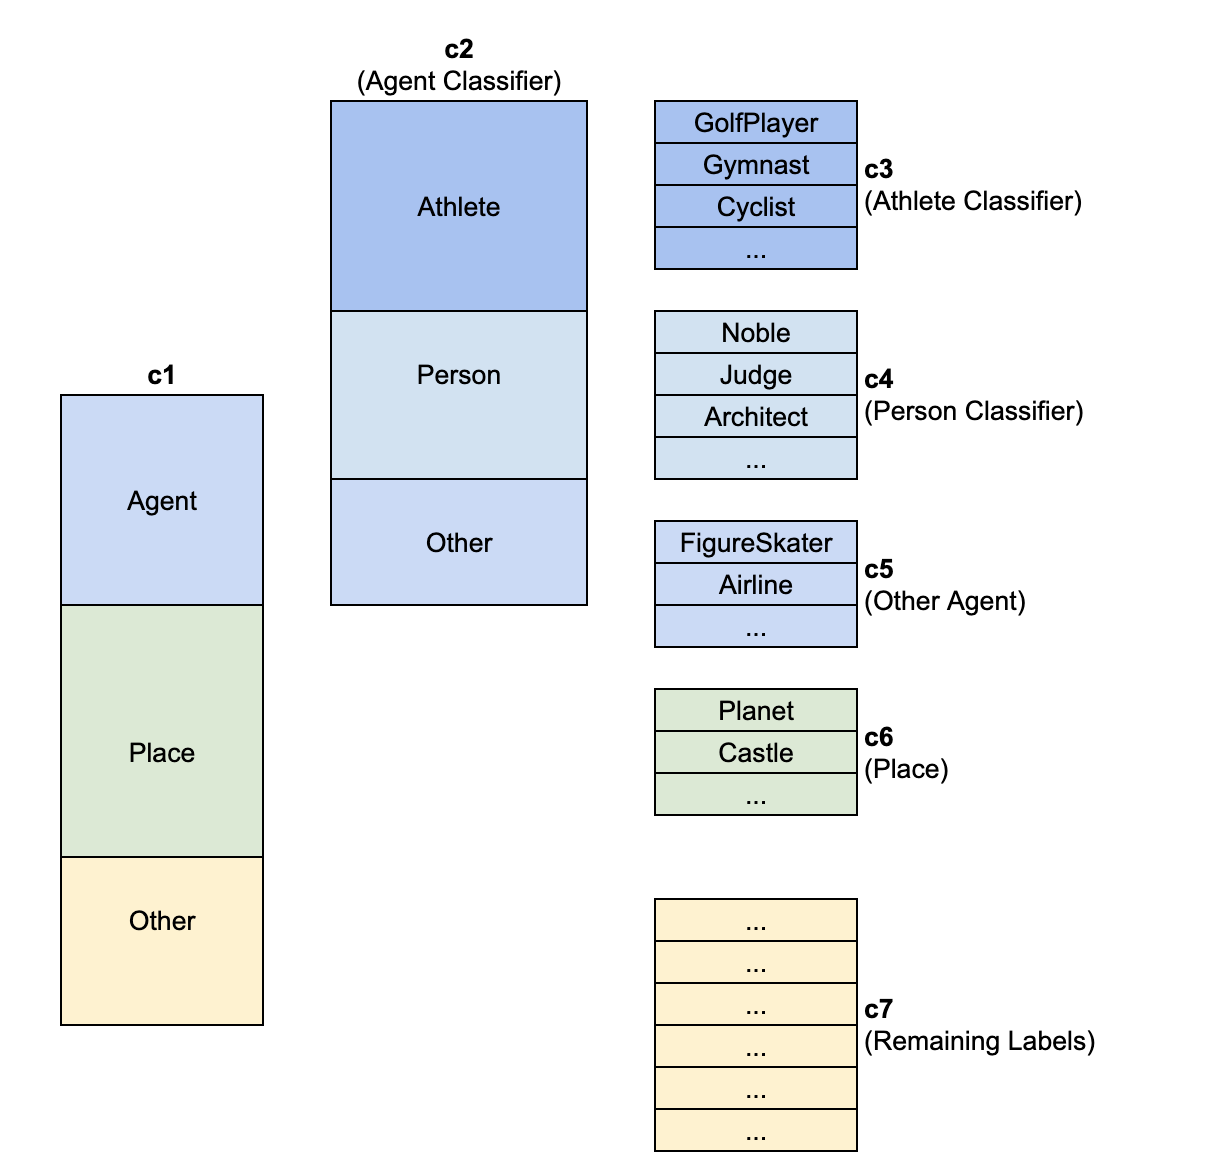 c2
(Agent Classifier)
Athlete
Person
Other
c1
Agent
Place
Other
GolfPlayer
Gymnast
Cyclist
...
c3
(Athlete Classifier)
Noble
Judge
Architect
...
c4
(Person Classifier)
FigureSkater
Airline
...
c5
(Other Agent)
Planet
Castle
...
c6
(Place)
...
...
...
...
...
...
c7
(Remaining Labels)